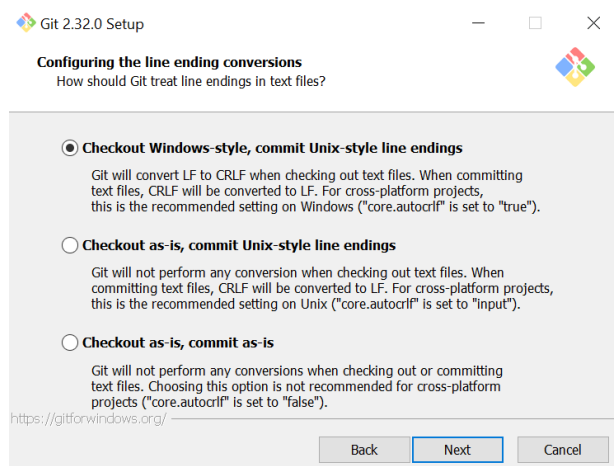 Git 2.32.0 Setup
Configuring the line ending conversions
How should Git treat line endings in text files?
Checkout Windows-style, commit Unix-style line endings
Git will convert LF to CRLF when checking out text files. When committing
text files, CRLF will be converted to LF. For cross-platform projects,
this is the recommended setting on Windows ("core.autocrlf" is set to "true").
Checkout as-is, commit Unix-style line endings
Git will not perform any conversion when checking out text files. When
committing text files, CRLF will be converted to LF. For cross-platform projects,
this is the recommended setting on Unix ("core.autocrlf" is set to "input").
Checkout as-is, commit as-is
Git will not perform any conversions when checking out or committing
text files. Choosing this option is not recommended for cross-platform
projects ("core.autocrlf" is set to "false").
https://gitforwindows.org/
Back Next Cancel